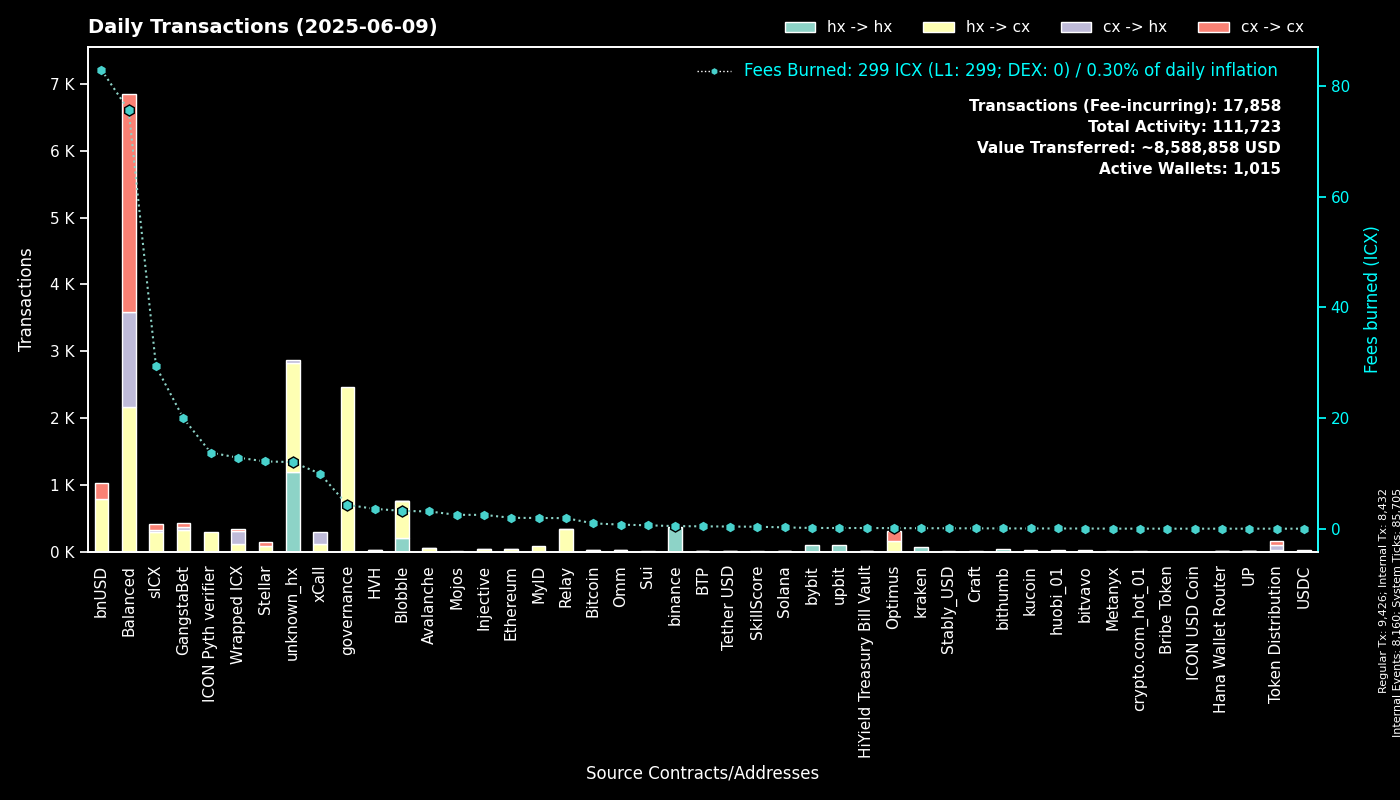 Daily Transactions (2025-06-09)
hx -> hx
hx -> cx
cx -> hx
cx -> cx
Fees Burned: 299 ICX (L1: 299; DEX: 0) / 0.30% of daily inflation
Transactions (Fee-incurring): 17,858
Total Activity: 111,723
Value Transferred: ~8,588,858 USD
Active Wallets: 1,015
Transactions
7 K
6 K
5 K
4 K
3 K
2 K
1 K
0 K
80
60
40
20
0
Fees burned (ICX)
bnUSD
Balanced
sICX
GangstaBet
ICON Pyth verifier
Wrapped ICX
Stellar
unknown_hx
xCall
governance
HVH
Blobble
Avalanche
Mojos
Injective
Ethereum
MyID
Relay
Bitcoin
Omm
Sui
binance
BTP
Tether USD
SkillScore
Solana
bybit
upbit
HiYield Treasury Bill Vault
Optimus
kraken
Stably_USD
Craft
bithumb
kucoin
huobi_01
bitvavo
Metanyx
crypto.com_hot_01
Bribe Token
ICON USD Coin
Hana Wallet Router
UP
Token Distribution
USDC
Source Contracts/Addresses
Regular Tx: 9,426; Internal Tx: 8,432
Internal Events: 8,160; System Ticks: 85,705